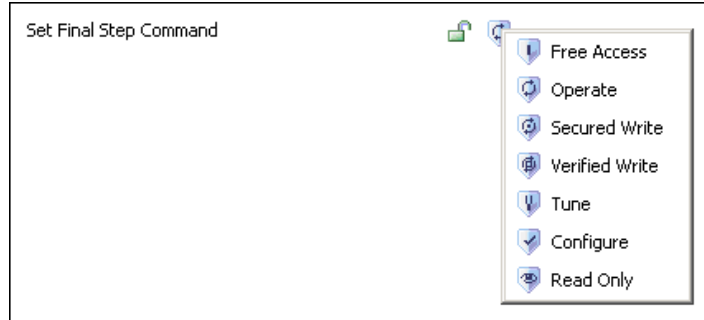 Set Final Step Command
Free Access
Operate
Secured Write
Verified Write
Tune
Configure
Read Only